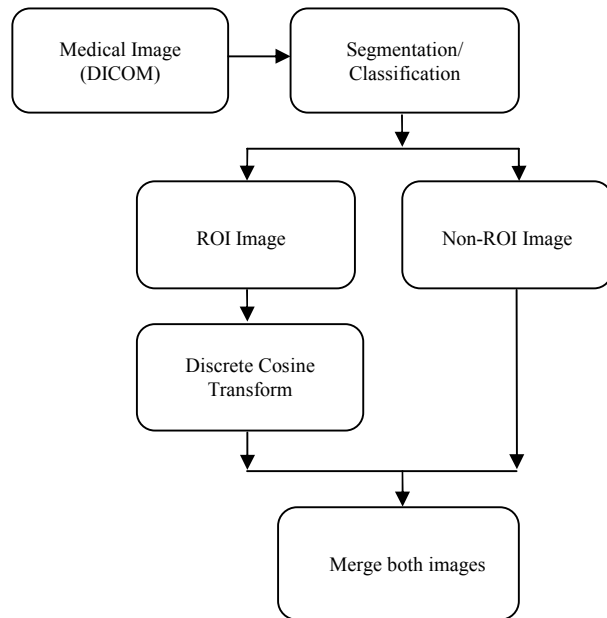 Medical Image
(DICOM)
Segmentation/
Classification
ROI Image
Non-ROI Image
Discrete Cosine
Transform
Merge both images